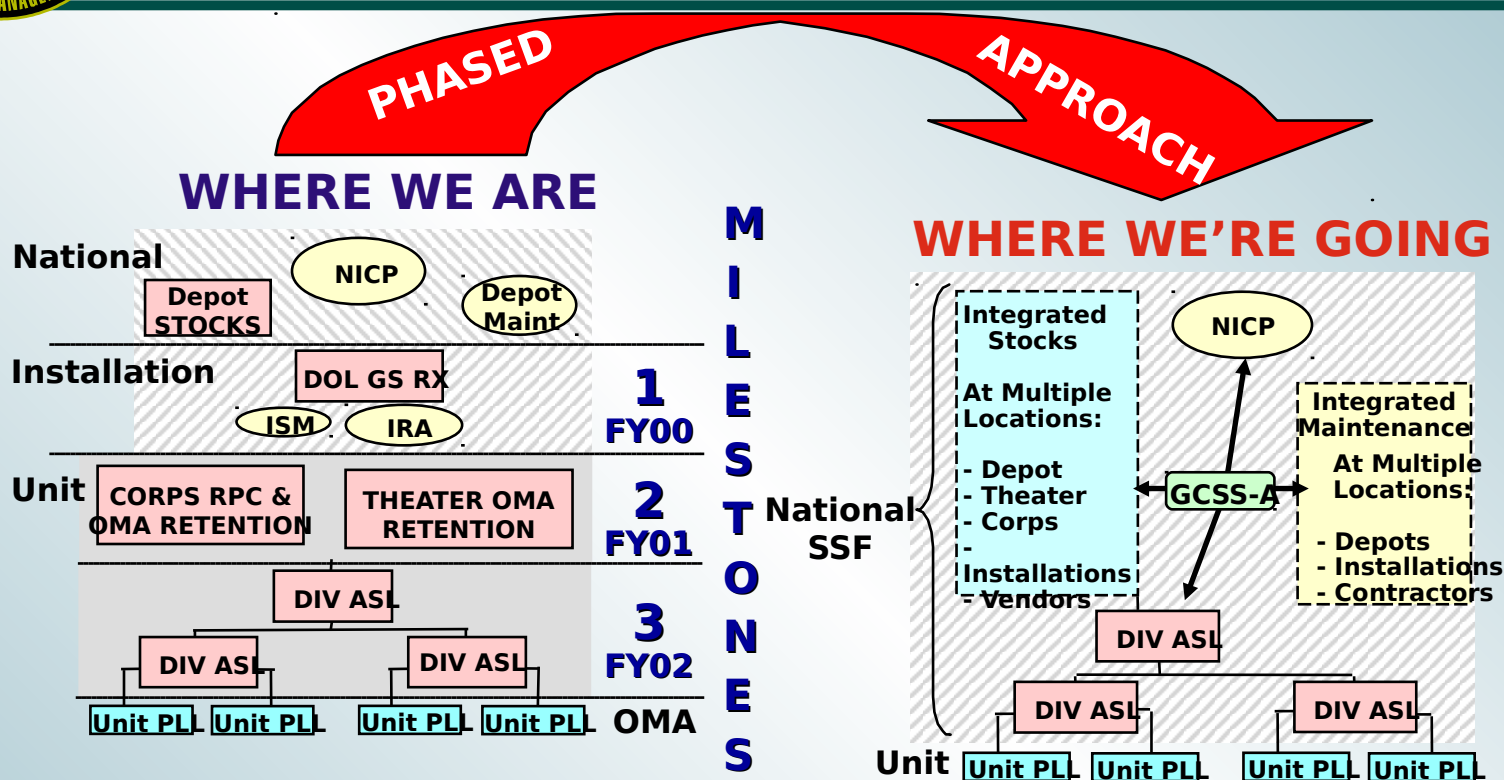 PHASED
APPROACH
WHERE WE ARE
WHERE WE’RE GOING
MILESTONES
National
NICP
Depot
STOCKS
Depot
Maint
Installation
DOL GS RX
ISM
IRA
1
FY00
Unit
CORPS RPC &
OMA RETENTION
THEATER OMA
RETENTION
2
FY01
DIV ASL
DIV ASL
DIV ASL
3
FY02
Unit PLL
Unit PLL
Unit PLL
Unit PLL
OMA
National
SSF
Integrated
Stocks
At Multiple
Locations:
- Depot
- Theater
- Corps
-
Installations
- Vendors
NICP
GCSS-A
Integrated
Maintenance
At Multiple
Locations:
- Depots
- Installations
- Contractors
DIV ASL
DIV ASL
DIV ASL
Unit
Unit PLL
Unit PLL
Unit PLL
Unit PLL